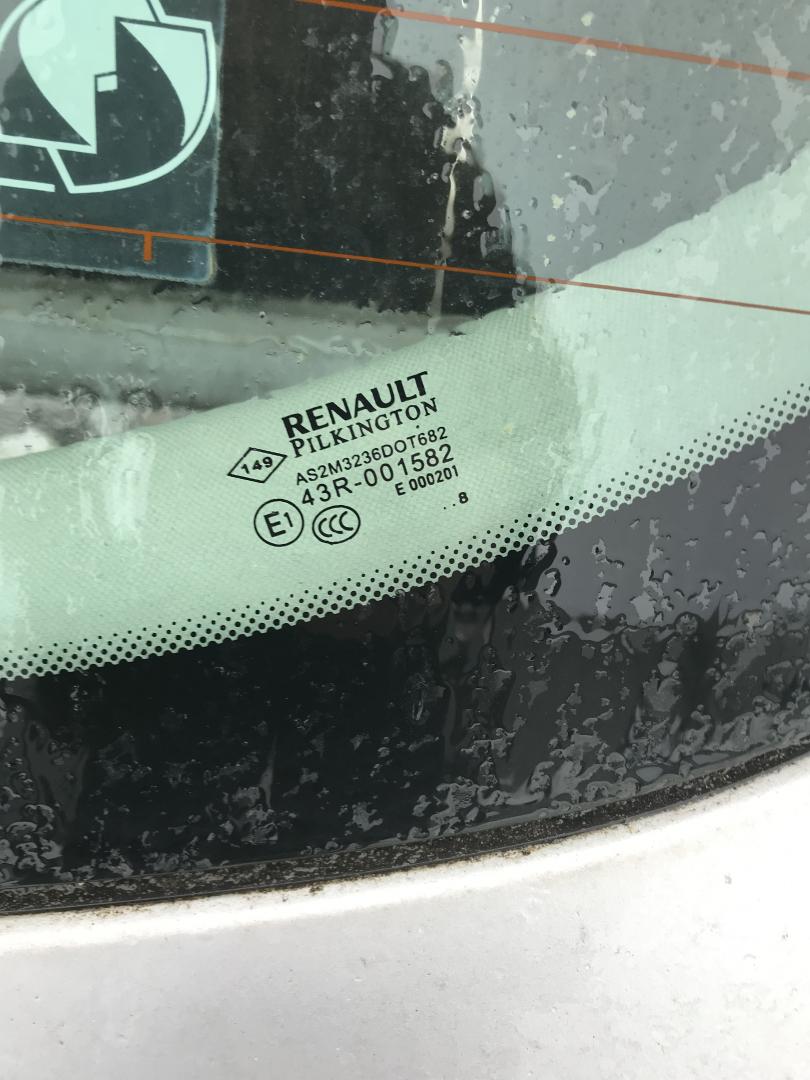 RENAULT
PILKINGTON
149
AS2M3236DOT682
43R-001582
E 000201
E1
CCC
..8